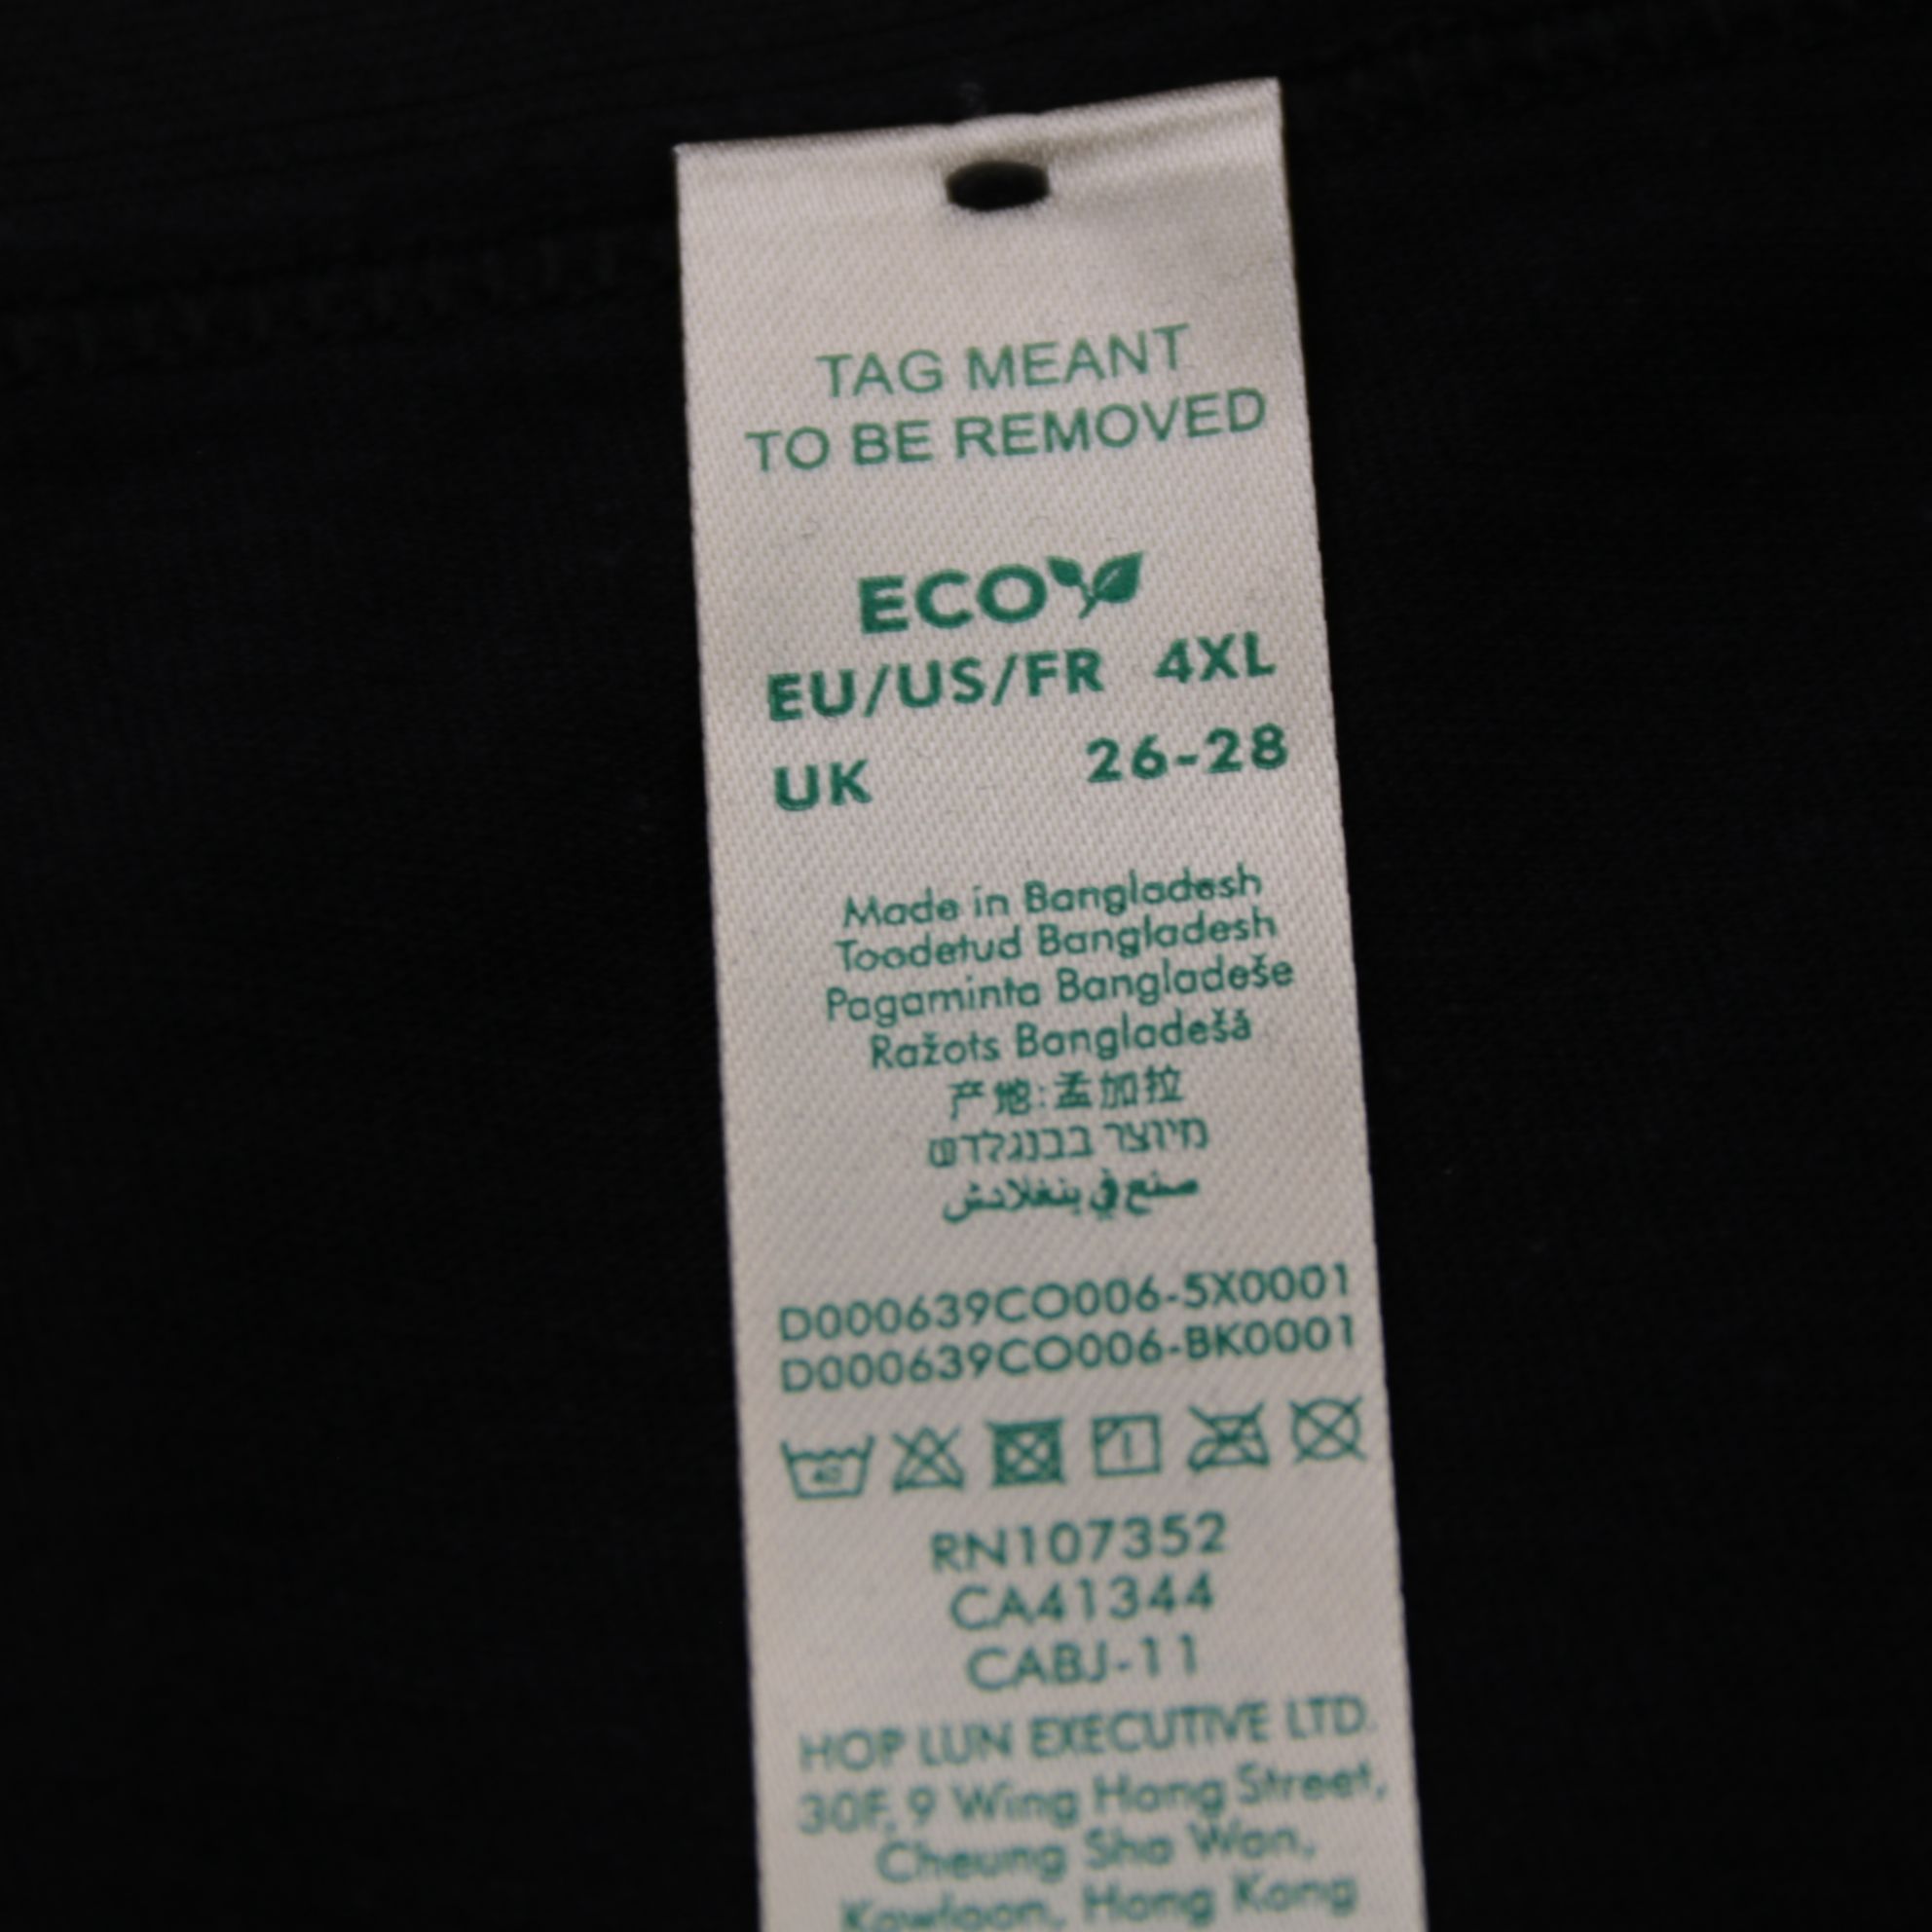 TAG MEANT
TO BE REMOVED
ECO
EU/US/FR 4XL
UK 26-28
Made in Bangladesh
Toodetud Bangladesh
Pagaminta Bangladeše
Ražots Bangladešā
产地:孟加拉
מיוצר בבנגלדש
صنع في بنغلادش
D000639CO006-5X0001
D000639CO006-BK0001
40
RN107352
CA41344
CABJ-11
HOP LUN EXECUTIVE LTD.
30F, 9 Wing Hong Street,
Cheung Sha Wan,
Kowloon, Hong Kong